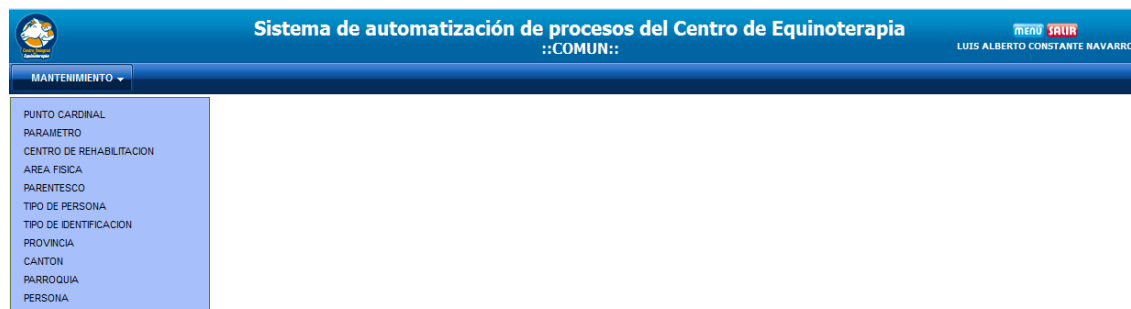 Sistema de automatización de procesos del Centro de Equinoterapia
::COMUN::
MENU SALIR
LUIS ALBERTO CONSTANTE NAVARRO
MANTENIMIENTO
PUNTO CARDINAL
PARAMETRO
CENTRO DE REHABILITACION
AREA FISICA
PARENTESCO
TIPO DE PERSONA
TIPO DE IDENTIFICACION
PROVINCIA
CANTON
PARROQUIA
PERSONA